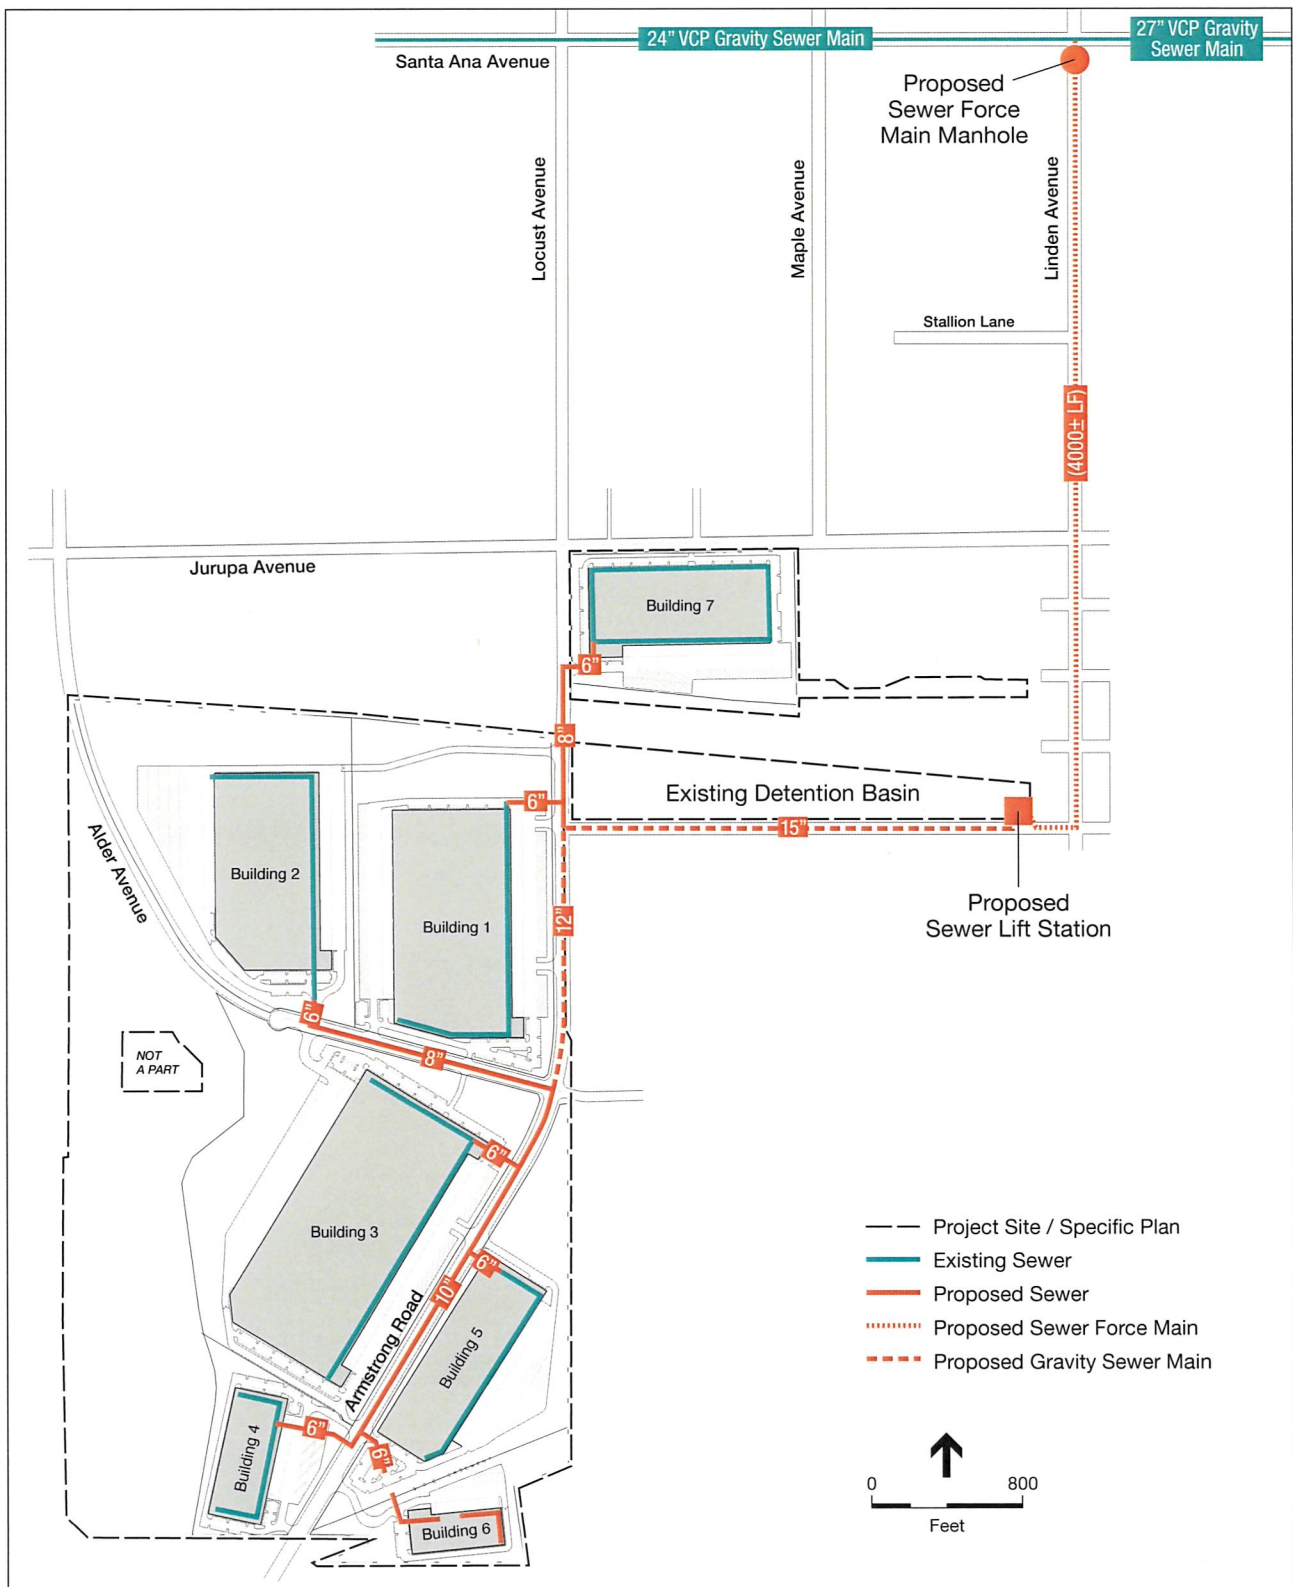 24” VCP Gravity Sewer Main
27” VCP Gravity
Sewer Main
Santa Ana Avenue
Proposed
Sewer Force
Main Manhole
Locust Avenue
Maple Avenue
Linden Avenue
Stallion Lane
(4000± LF)
Jurupa Avenue
Building 7
6”
8”
Existing Detention Basin
6”
15”
Alder Avenue
Building 2
Building 1
12”
Proposed
Sewer Lift Station
6”
8”
NOT
A PART
6”
Building 3
6”
10”
Armstrong Road
Building 5
Building 4
6”
6”
Building 6
Project Site / Specific Plan
Existing Sewer
Proposed Sewer
Proposed Sewer Force Main
Proposed Gravity Sewer Main
0
800
Feet